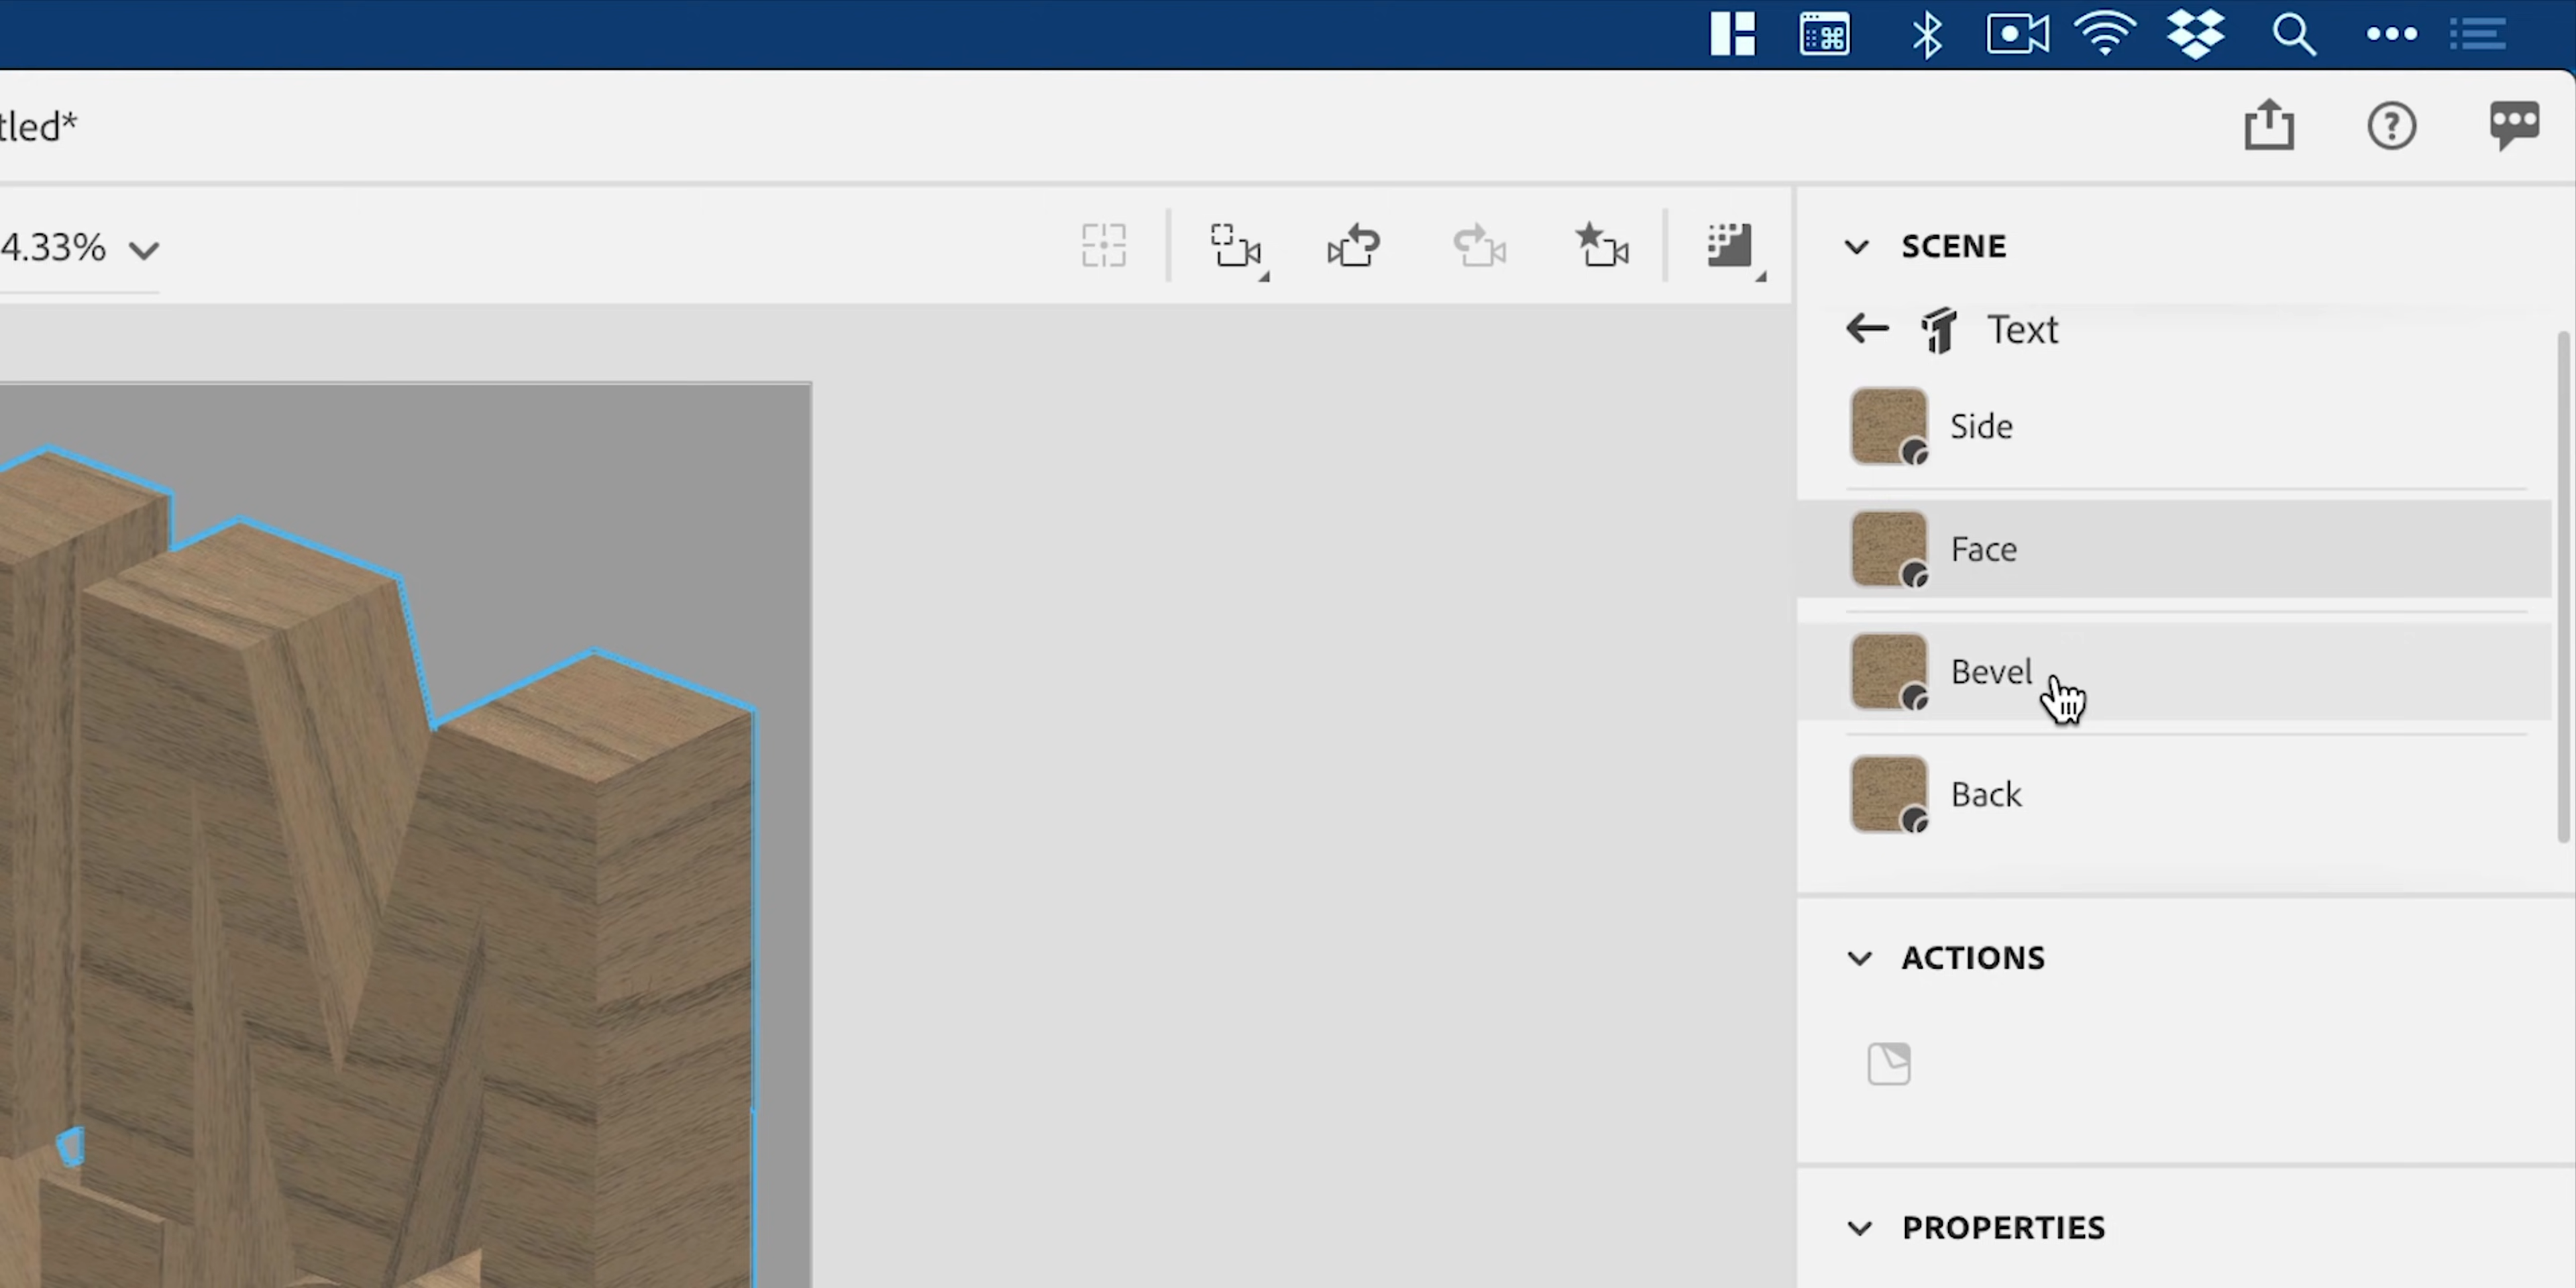 tled*
4.33%
SCENE
Text
Side
Face
Bevel
Back
ACTIONS
PROPERTIES